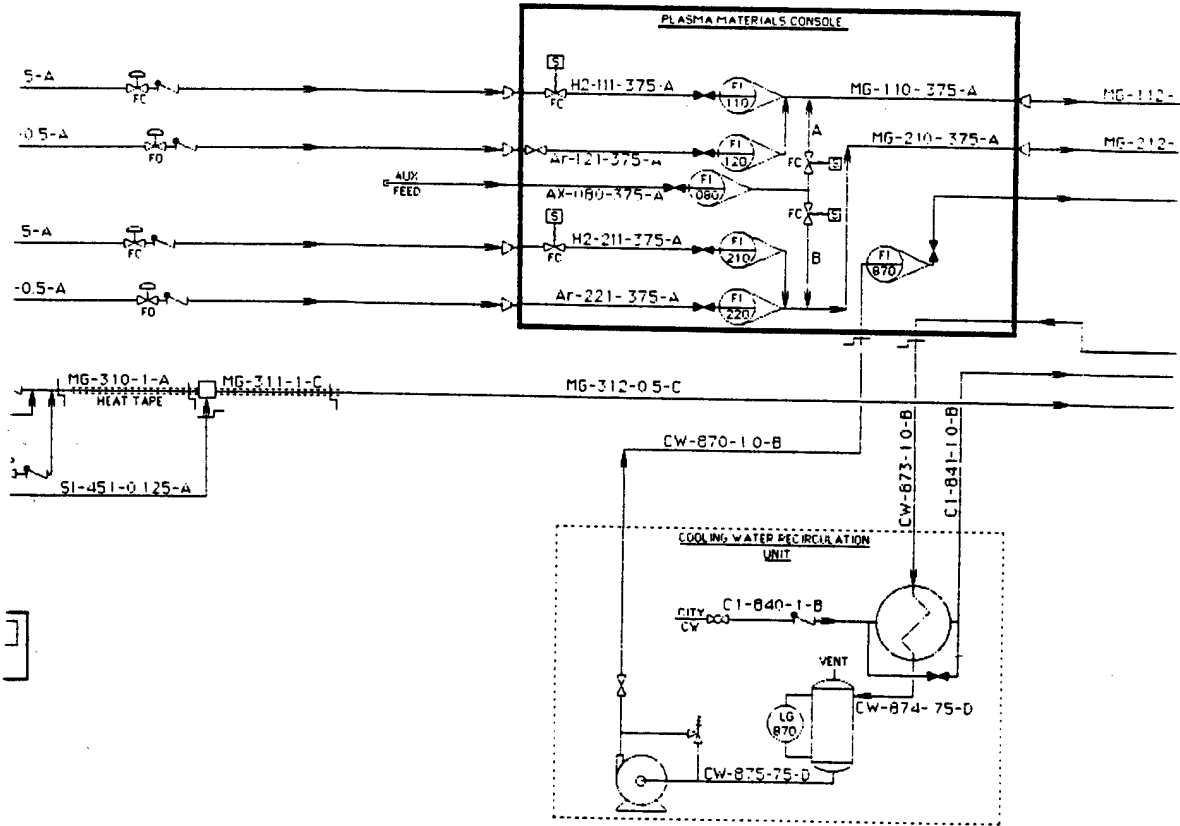 PLASMA MATERIALS CONSOLE
5-A
FC
S
FC
H2-111-375-A
FI
110
MG-110-375-A
MG-112-
-0.5-A
FO
Ar-121-375-A
FI
120
A
MG-210-375-A
MG-212-
FC
S
AUX
FEED
AX-080-375-A
FI
080
FC
S
5-A
FC
S
FC
H2-211-375-A
FI
210
B
FI
870
-0.5-A
FO
Ar-221-375-A
FI
220
MG-310-1-A
HEAT TAPE
MG-311-1-C
MG-312-0.5-C
SI-451-0.125-A
CW-870-1.0-B
CW-873-1.0-B
C1-841-1.0-B
COOLING WATER RECIRCULATION
UNIT
CITY
CW
C1-840-1-B
VENT
LG
870
CW-874-.75-D
CW-875-75-D